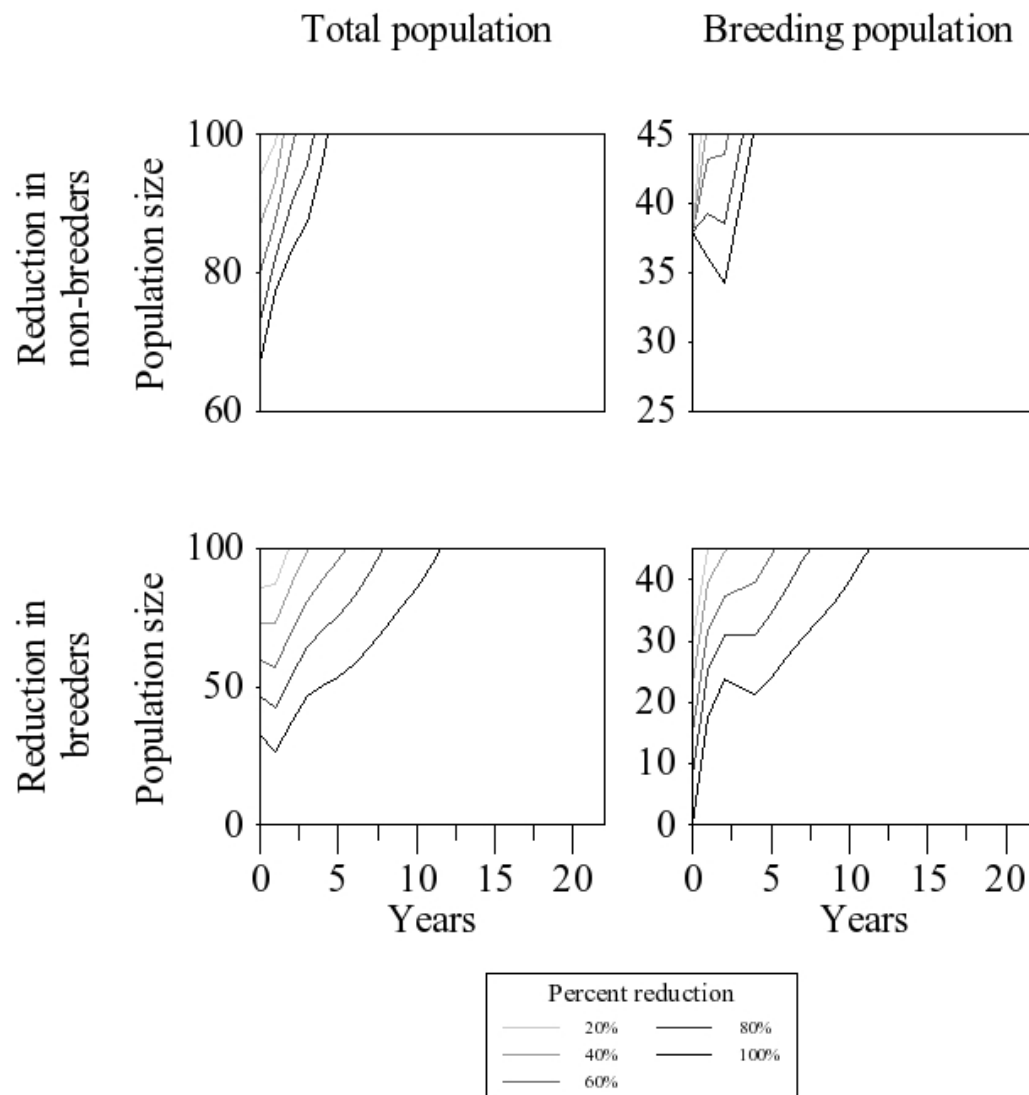 Total population
Breeding population
Reduction in
non-breeders
Population size
100
80
60
45
40
35
30
25
Reduction in
breeders
Population size
100
50
0
40
30
20
10
0
0 5 10 15 20
Years
0 5 10 15 20
Years
Percent reduction
20% 80%
40% 100%
60%